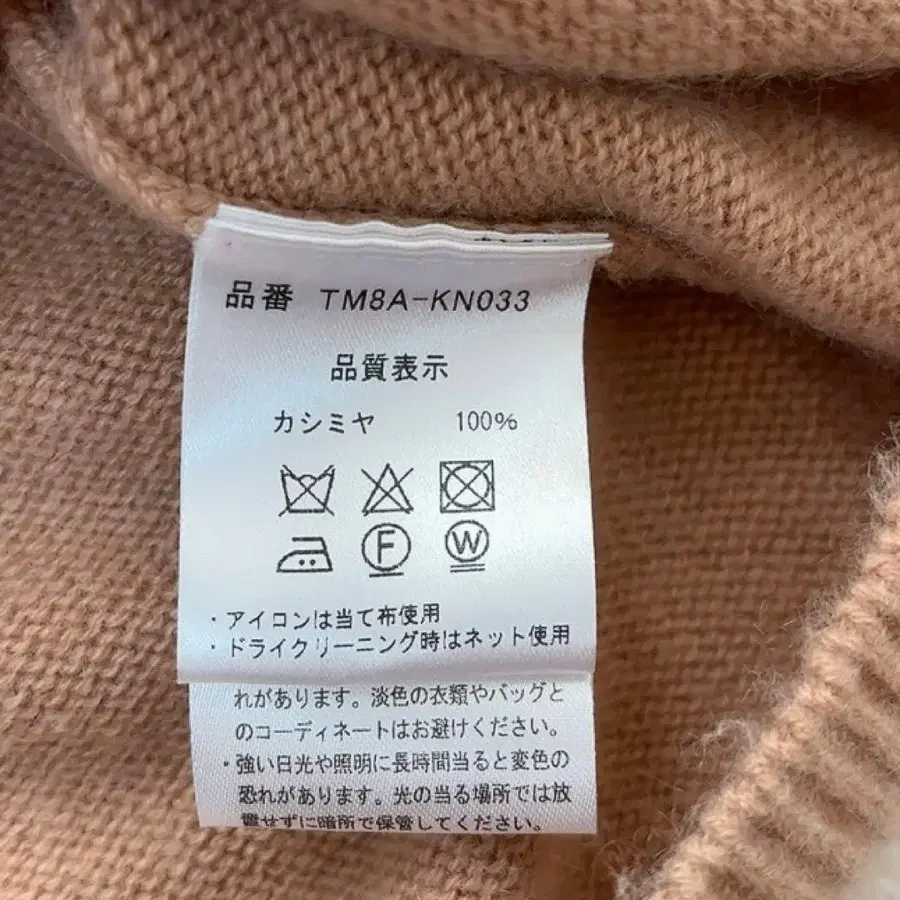 品番 TM8A-KN033
品質表示
カシミヤ 100%
F W
・アイコンは当て布使用
・ドライクリーニング時はネット使用
れがあります。淡色の衣類やバッグと
のコーディネートはお避けください。
・強い日光や照明に長時間当ると変色の
恐れがあります。光の当る場所では放
置せずに暗所で保管してください。